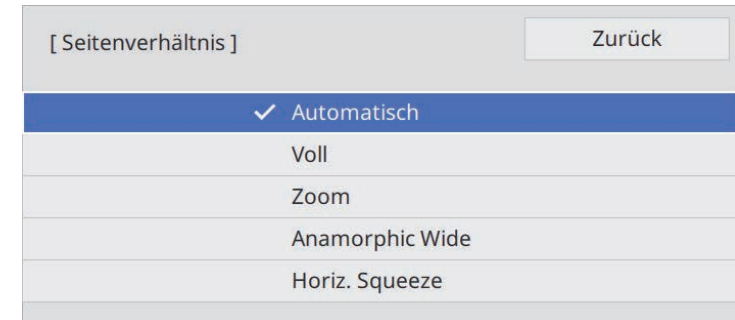 [ Seitenverhältnis ] Zurück
Automatisch
Voll
Zoom
Anamorphic Wide
Horiz. Squeeze